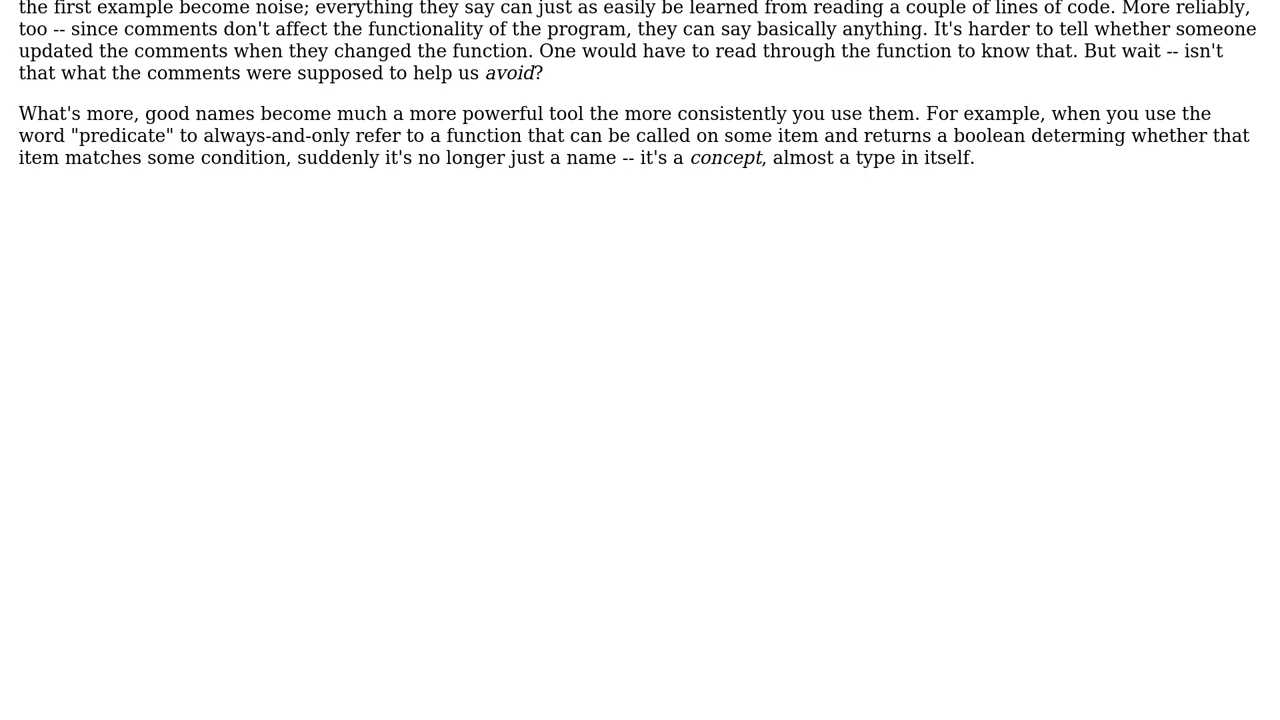 the first example become noise; everything they say can just as easily be learned from reading a couple of lines of code. More reliably,
too -- since comments don't affect the functionality of the program, they can say basically anything. It's harder to tell whether someone
updated the comments when they changed the function. One would have to read through the function to know that. But wait -- isn't
that what the comments were supposed to help us avoid?
What's more, good names become much a more powerful tool the more consistently you use them. For example, when you use the
word "predicate" to always-and-only refer to a function that can be called on some item and returns a boolean determing whether that
item matches some condition, suddenly it's no longer just a name -- it's a concept, almost a type in itself.